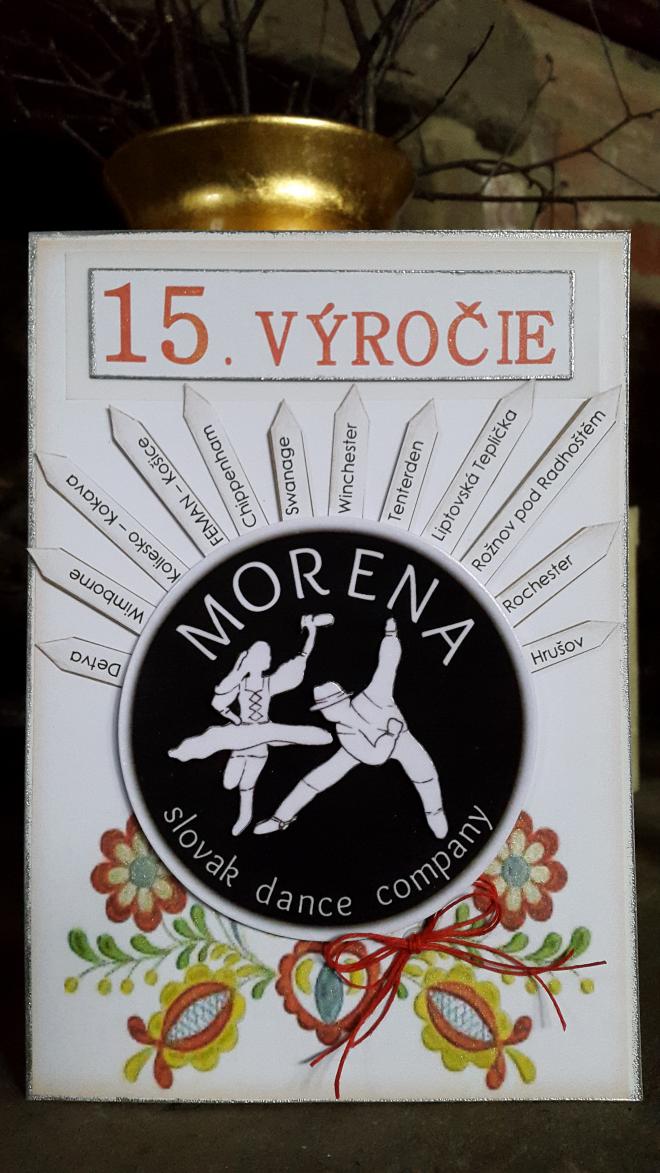 15. VÝROČIE
Detva
Wimborne
Koliesko – Kokava
FEMAN – Košice
Chippenham
Swanage
Winchester
Tenterden
Liptovská Teplička
Rožnov pod Radhoštěm
Rochester
Hrušov
MORENA
slovak dance company